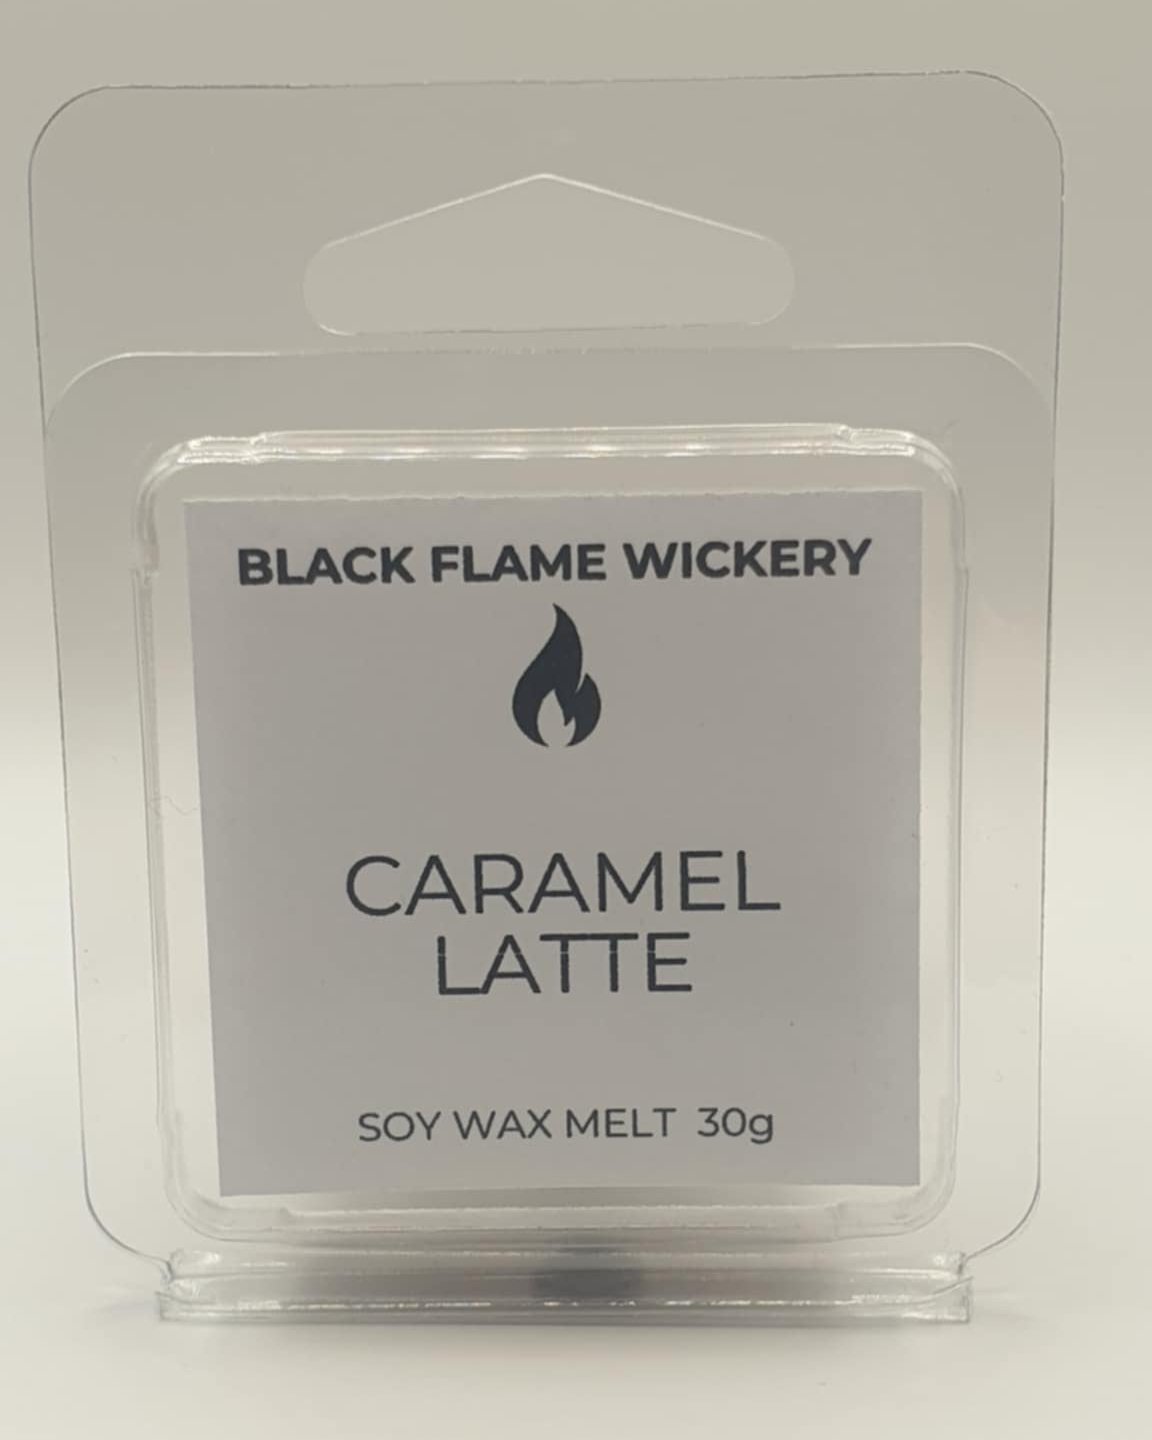 BLACK FLAME WICKERY
CARAMEL
LATTE
SOY WAX MELT 30g